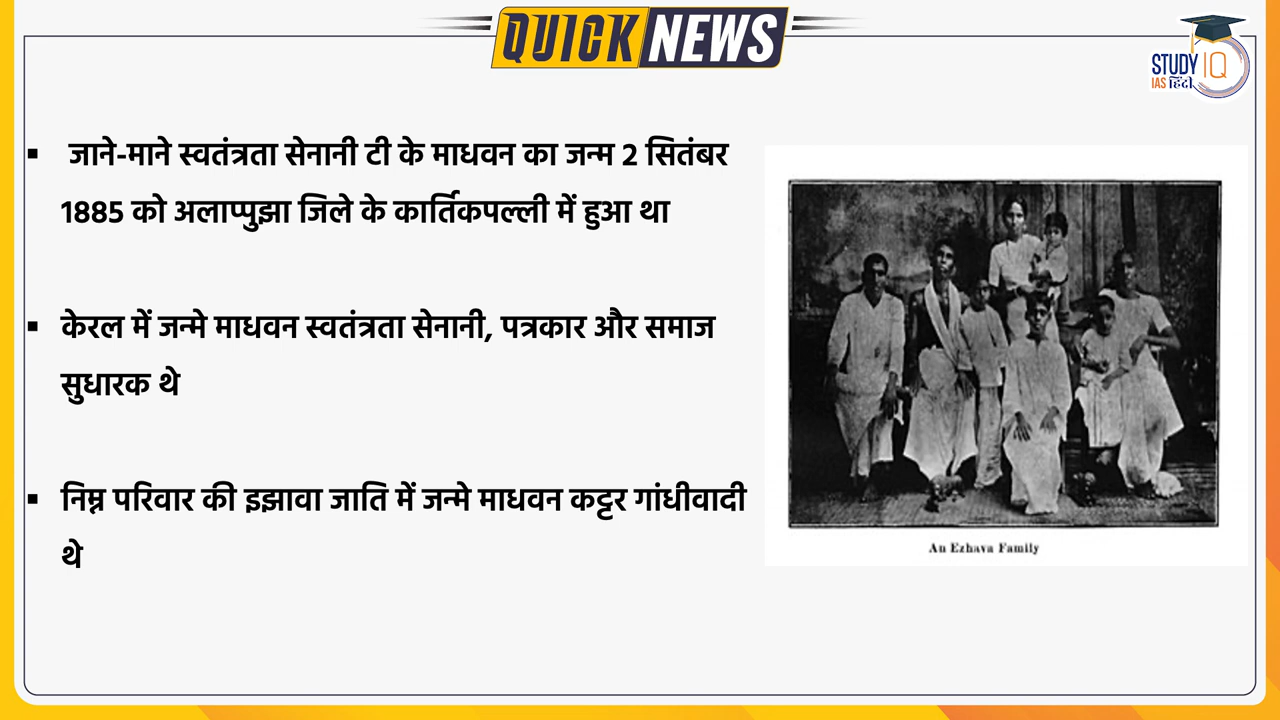 QUICK NEWS
STUDY IQ
IAS हिंदी
▪ जाने-माने स्वतंत्रता सेनानी टी के माधवन का जन्म 2 सितंबर
1885 को अलाप्पुझा जिले के कार्तिकपल्ली में हुआ था
▪ केरल में जन्मे माधवन स्वतंत्रता सेनानी, पत्रकार और समाज
सुधारक थे
▪ निम्न परिवार की इझावा जाति में जन्मे माधवन कट्टर गांधीवादी
थे
An Ezhava Family